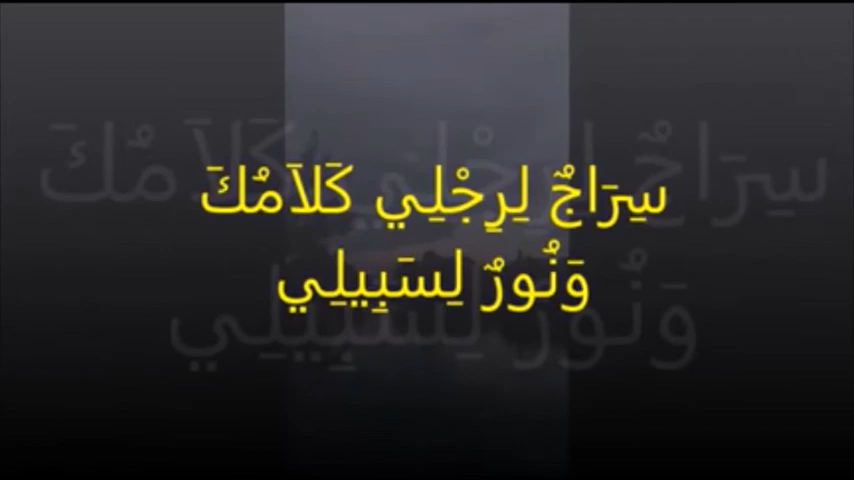 سِرَاجٌ لِرِجْلِي كَلاَمُكَ
وَنُورٌ لِسَبِيلِي